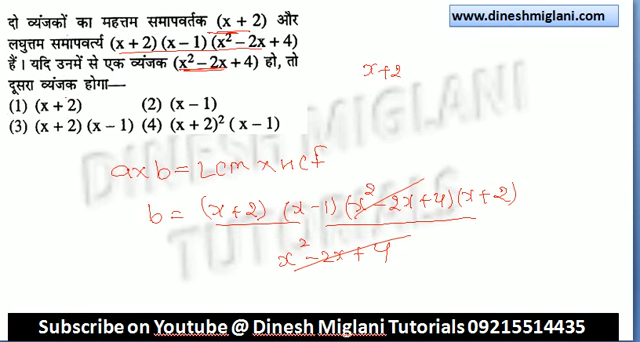 www.dineshmiglani.com
दो व्यंजकों का महत्तम समापवर्तक (x + 2) और
लघुत्तम समापवर्त्य (x + 2) (x – 1) (x² – 2x + 4)
हैं। यदि उनमें से एक व्यंजक (x² – 2x + 4) हो, तो
दूसरा व्यंजक होगा—
(1) (x + 2) (2) (x – 1)
(3) (x + 2) (x – 1) (4) (x + 2)² ( x – 1)
x+2
a x b = LCM x HCF
b = (x+2) (x-1) (x² - 2x + 4) (x + 2)
x² - 2x + 4
DINESH MIGLANI
TUTORIALS
Subscribe on Youtube @ Dinesh Miglani Tutorials 09215514435